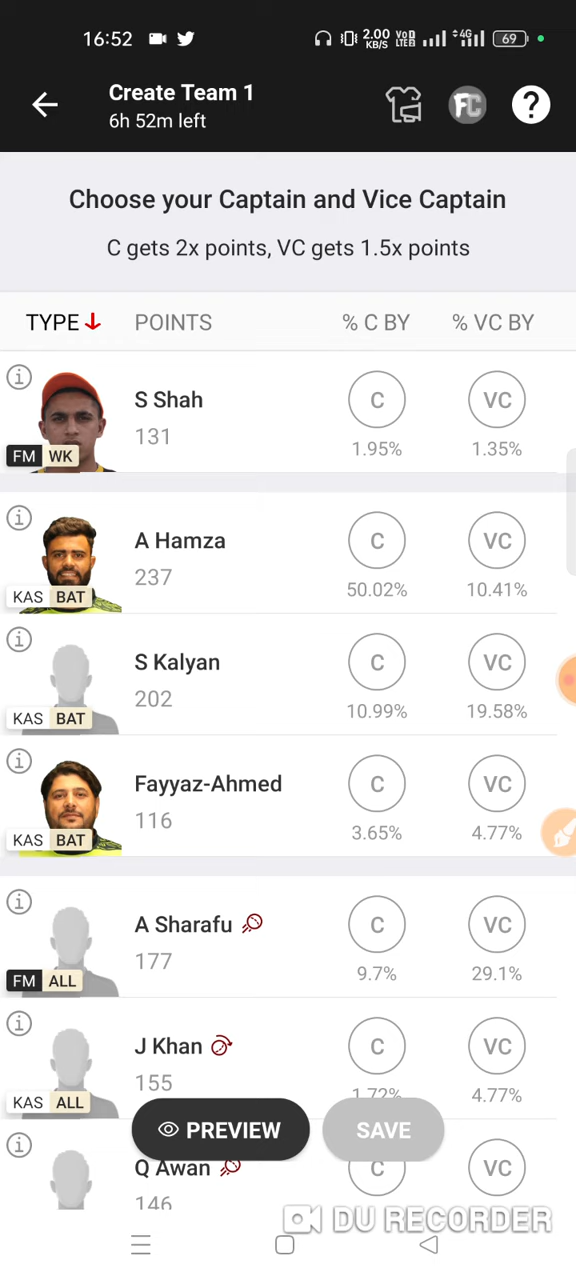 16:52 2.00 KB/S VoD LTE 4G 69
Create Team 1
6h 52m left
FC ?
Choose your Captain and Vice Captain
C gets 2x points, VC gets 1.5x points
TYPE POINTS % C BY % VC BY
S Shah C VC
131 1.95% 1.35%
FM WK
A Hamza C VC
237 50.02% 10.41%
KAS BAT
S Kalyan C VC
202 10.99% 19.58%
KAS BAT
Fayyaz-Ahmed C VC
116 3.65% 4.77%
KAS BAT
A Sharafu C VC
177 9.7% 29.1%
FM ALL
J Khan C VC
155 1.72% 4.77%
KAS ALL
PREVIEW SAVE
Q Awan C VC
146
DU RECORDER